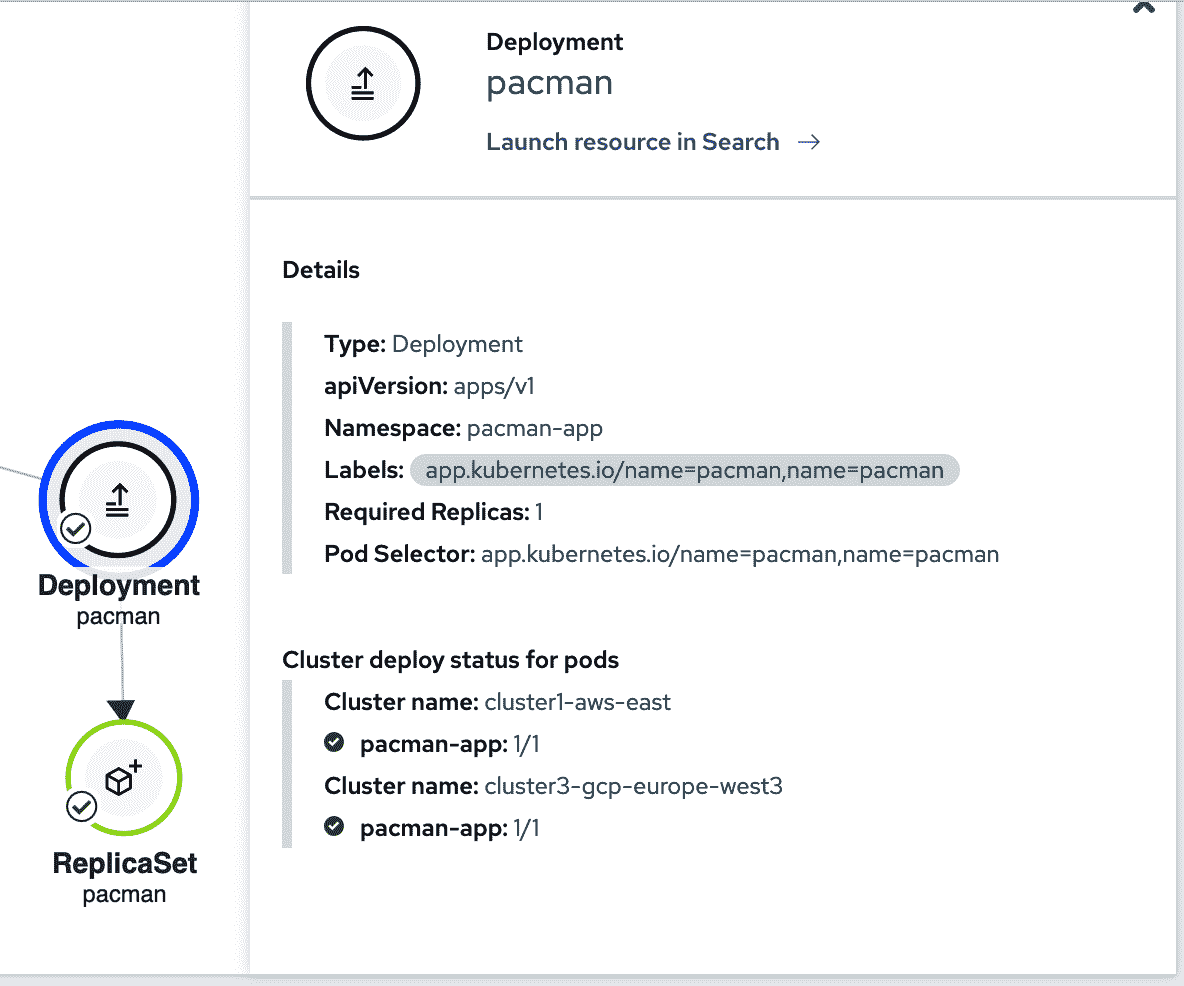 Deployment
pacman
Launch resource in Search →
Details
Type: Deployment
apiVersion: apps/v1
Namespace: pacman-app
Labels: app.kubernetes.io/name=pacman,name=pacman
Required Replicas: 1
Pod Selector: app.kubernetes.io/name=pacman,name=pacman
Cluster deploy status for pods
Cluster name: cluster1-aws-east
pacman-app: 1/1
Cluster name: cluster3-gcp-europe-west3
pacman-app: 1/1
Deployment
pacman
ReplicaSet
pacman